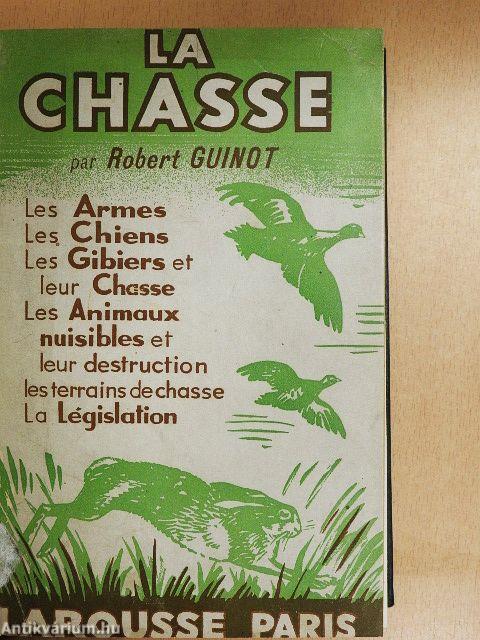 LA
CHASSE
par Robert GUINOT
Les Armes
Les Chiens
Les Gibiers et
leur Chasse
Les Animaux
nuisibles et
leur destruction
les terrains de chasse
La Législation
LAROUSSE PARIS
Antikvárium.hu